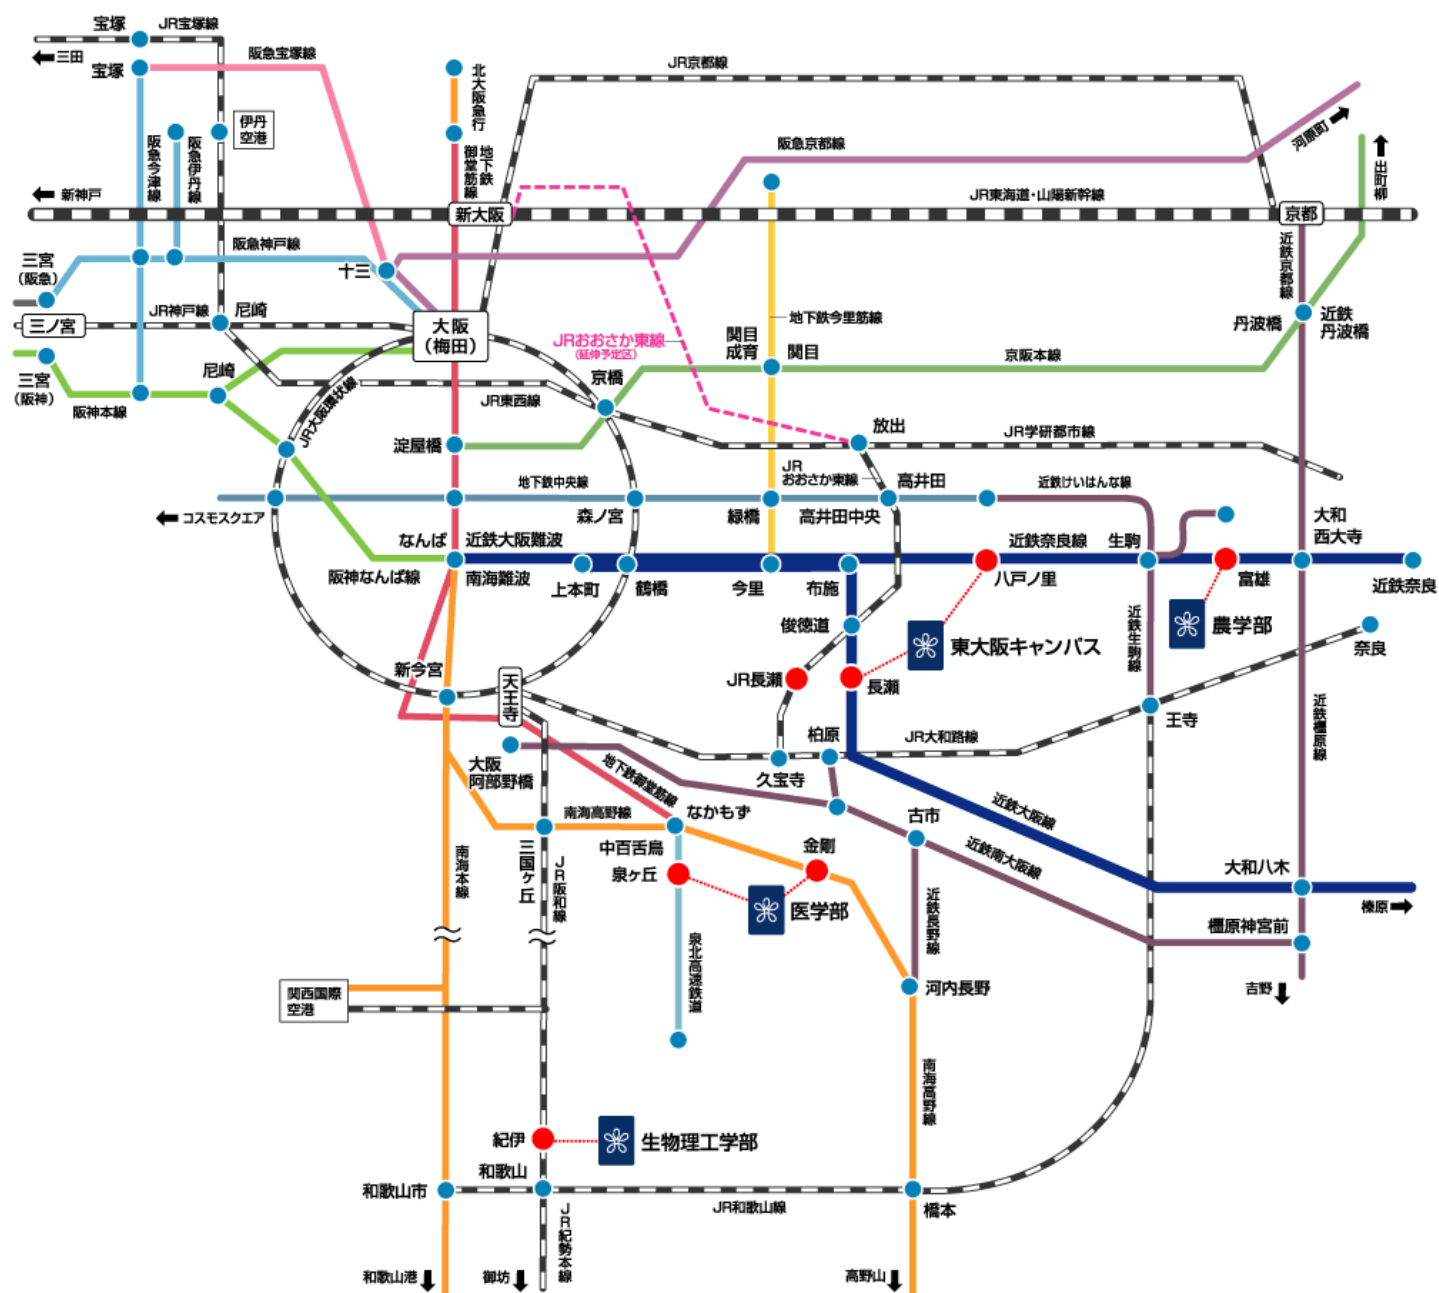 宝塚
JR宝塚線
三田
宝塚
阪急宝塚線
北大阪急行
JR京都線
伊丹
空港
阪急今津線
阪急伊丹線
地下鉄
御堂筋線
阪急京都線
河原町
出町柳
新神戸
新大阪
JR東海道・山陽新幹線
京都
三宮
(阪急)
阪急神戸線
十三
近鉄京都線
三ノ宮
JR神戸線
尼崎
大阪
(梅田)
JRおおさか東線
(延伸予定区)
地下鉄今里筋線
関目
成育
関目
丹波橋
近鉄
丹波橋
京阪本線
三宮
(阪神)
阪神本線
尼崎
JR大阪環状線
JR東西線
京橋
淀屋橋
放出
JR学研都市線
JR
おおさか東線
高井田
近鉄けいはんな線
地下鉄中央線
コスモスクエア
森ノ宮
緑橋
高井田中央
なんば
近鉄大阪難波
近鉄奈良線
生駒
大和
西大寺
阪神なんば線
南海難波
上本町
鶴橋
今里
布施
八戸ノ里
富雄
近鉄奈良
俊徳道
東大阪キャンパス
近鉄生駒線
農学部
奈良
新今宮
天王寺
JR長瀬
長瀬
王寺
近鉄橿原線
柏原
JR大和路線
大阪
阿部野橋
地下鉄御堂筋線
久宝寺
南海高野線
なかもず
古市
近鉄大阪線
近鉄南大阪線
南海本線
三国ヶ丘
JR阪和線
中百舌鳥
泉ヶ丘
金剛
医学部
近鉄長野線
大和八木
榛原
橿原神宮前
泉北高速鉄道
関西国際
空港
河内長野
吉野
南海高野線
紀伊
生物理工学部
和歌山
和歌山市
JR和歌山線
橋本
JR紀勢本線
和歌山港
御坊
高野山